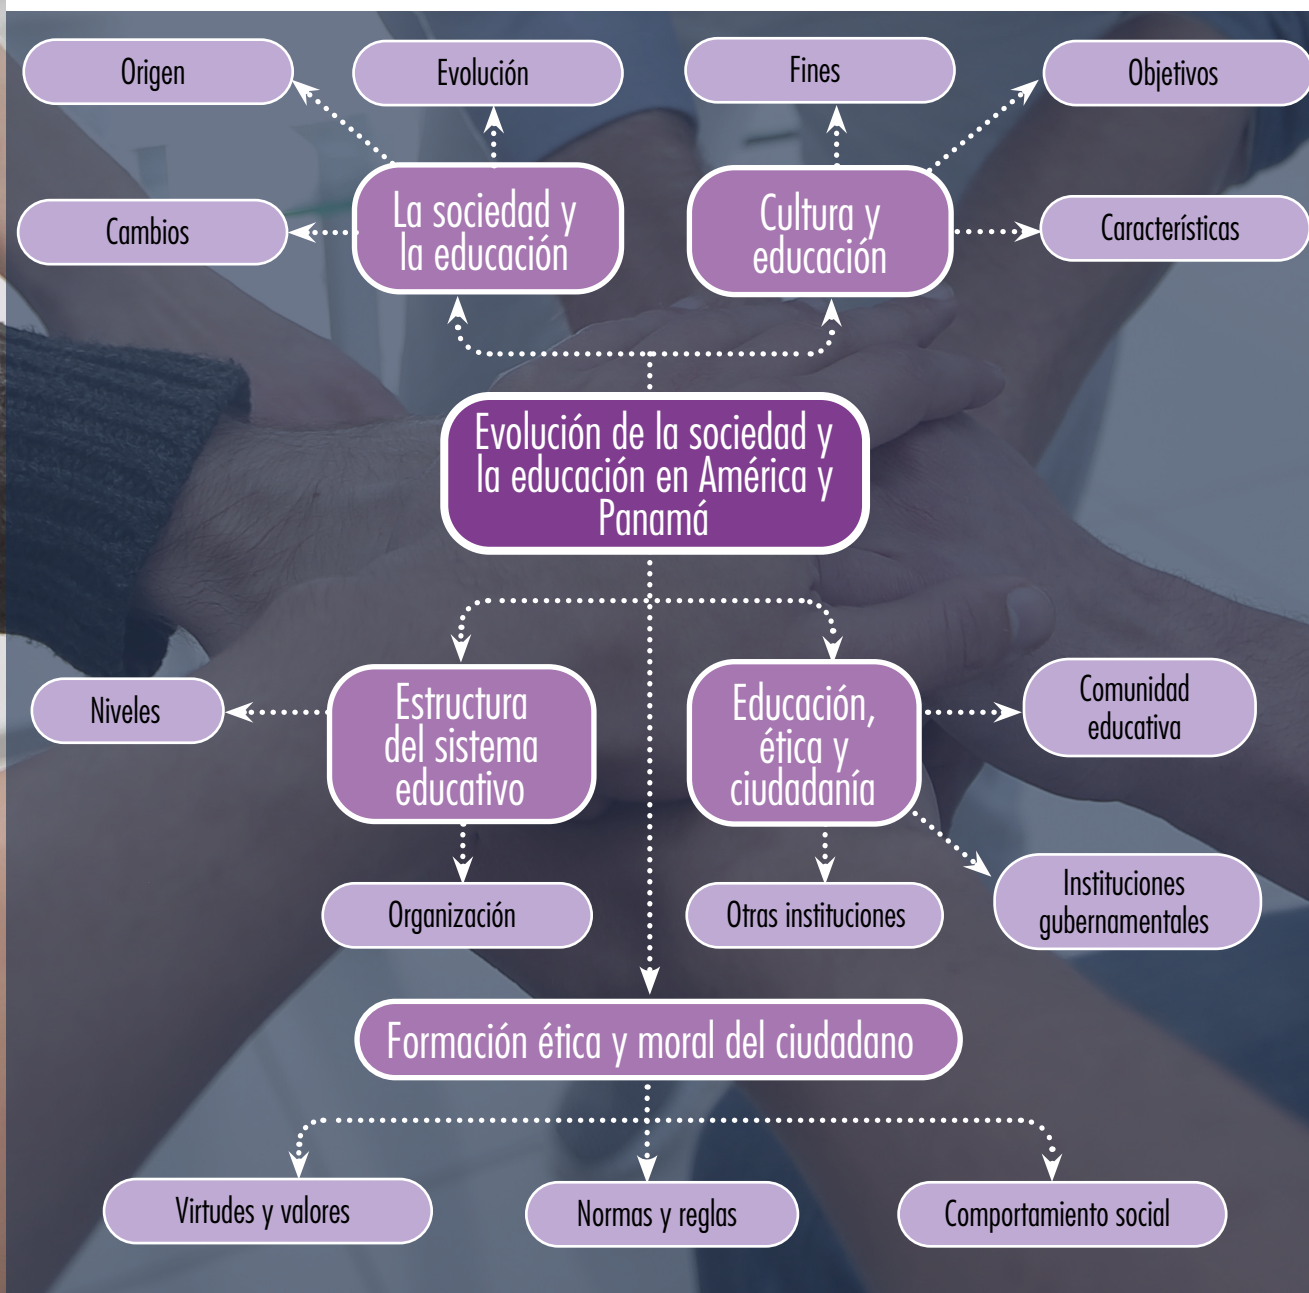 Origen
Evolución
Fines
Objetivos
Cambios
La sociedad y
la educación
Cultura y
educación
Características
Evolución de la sociedad y
la educación en América y
Panamá
Niveles
Estructura
del sistema
educativo
Educación,
ética y
ciudadanía
Comunidad
educativa
Organización
Otras instituciones
Instituciones
gubernamentales
Formación ética y moral del ciudadano
Virtudes y valores
Normas y reglas
Comportamiento social